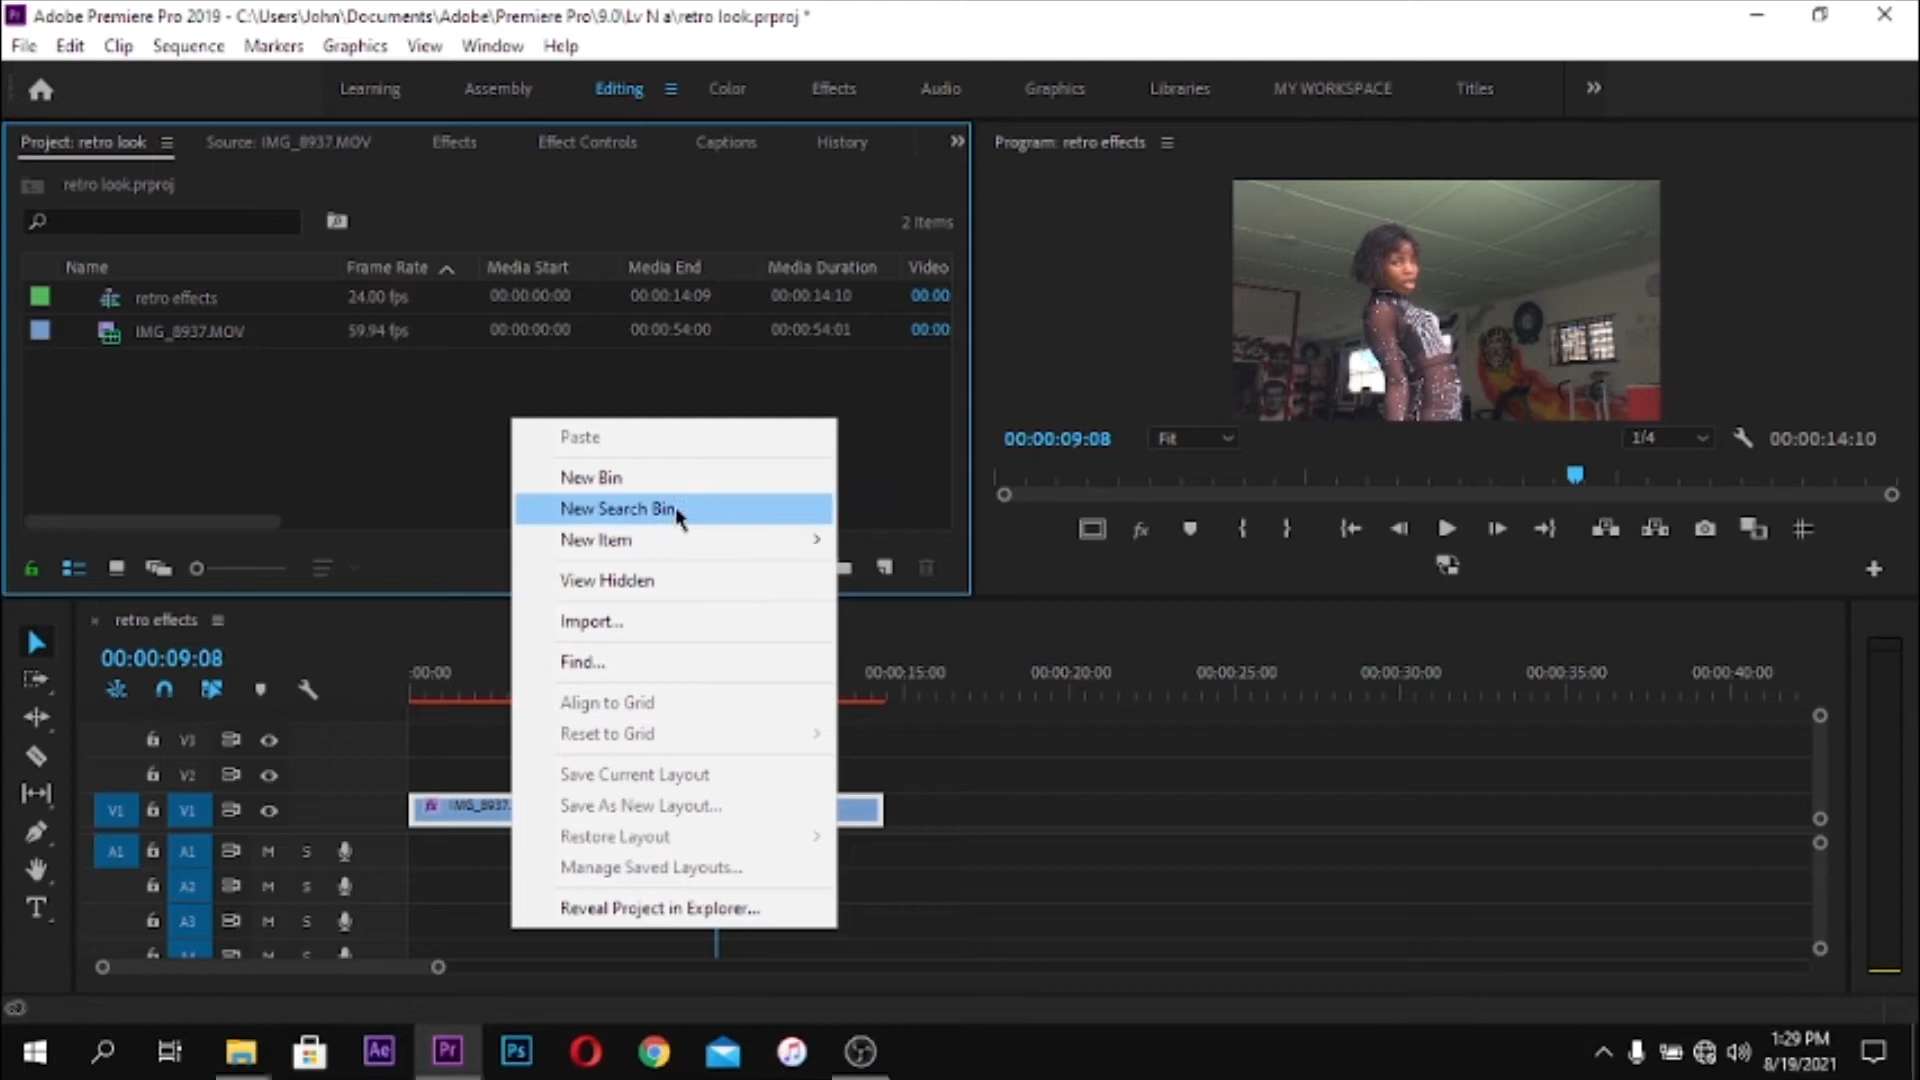 Adobe Premiere Pro 2019 - C:\Users\John\Documents\Adobe\Premiere Pro\9.0\Lv N a\retro look.prproj *
File Edit Clip Sequence Markers Graphics View Window Help
Learning Assembly Editing Color Effects Audio Graphics Libraries MY WORKSPACE Titles
Project: retro look Source: IMG_8937.MOV Effects Effect Controls Captions History
Program: retro effects
retro look.prproj
2 Items
Name Frame Rate Media Start Media End Media Duration Video
retro effects 24.00 fps 00:00:00:00 00:00:14:09 00:00:14:10 00:00
IMG_8937.MOV 59.94 fps 00:00:00:00 00:00:54:00 00:00:54:01 00:00
00:00:09:08 Fit 1/4 00:00:14:10
Paste
New Bin
New Search Bin
New Item
View Hidden
Import...
Find...
Align to Grid
Reset to Grid
Save Current Layout
Save As New Layout...
Restore Layout
Manage Saved Layouts...
Reveal Project in Explorer...
retro effects
00:00:09:08
:00:00 00:00:15:00 00:00:20:00 00:00:25:00 00:00:30:00 00:00:35:00 00:00:40:00
V3
V2
V1 V1 fx IMG_8937.
A1 A1 M S
A2 M S
A3 M S
Ae Pr Ps
1:29 PM
8/19/2021